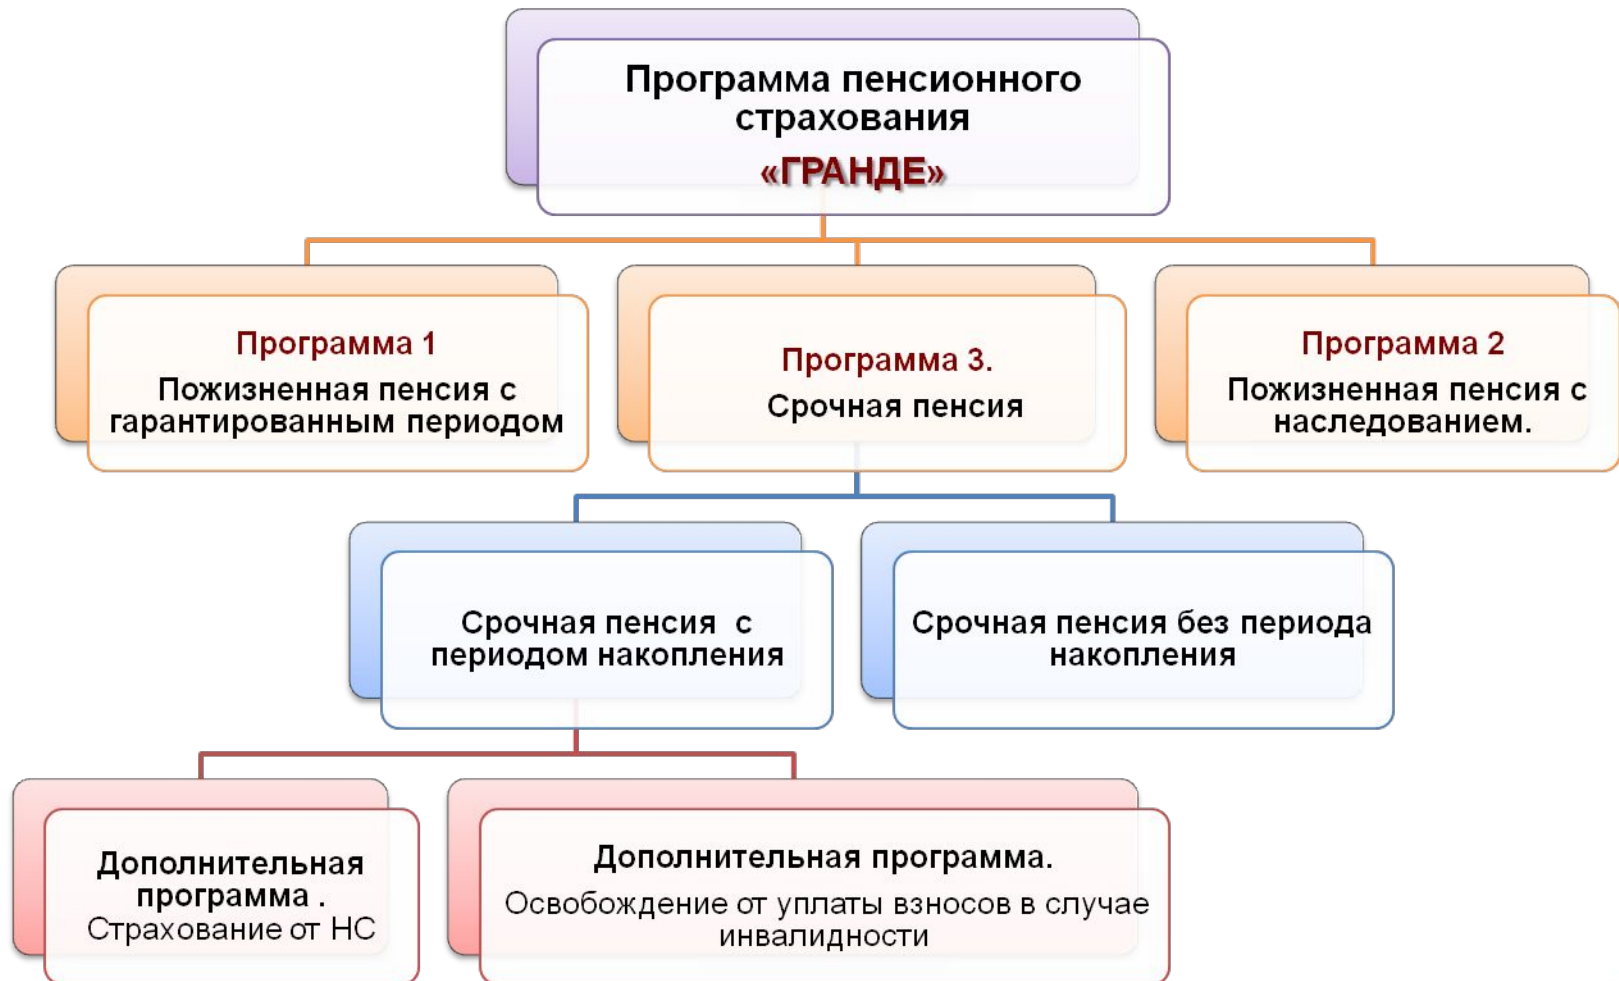 Программа пенсионного
страхования
«ГРАНДЕ»
Программа 1
Пожизненная пенсия с
гарантированным периодом
Программа 3.
Срочная пенсия
Программа 2
Пожизненная пенсия с
наследованием.
Срочная пенсия  с
периодом накопления
Срочная пенсия без периода
накопления
Дополнительная
программа .
Страхование от НС
Дополнительная программа.
Освобождение от уплаты взносов в случае
инвалидности